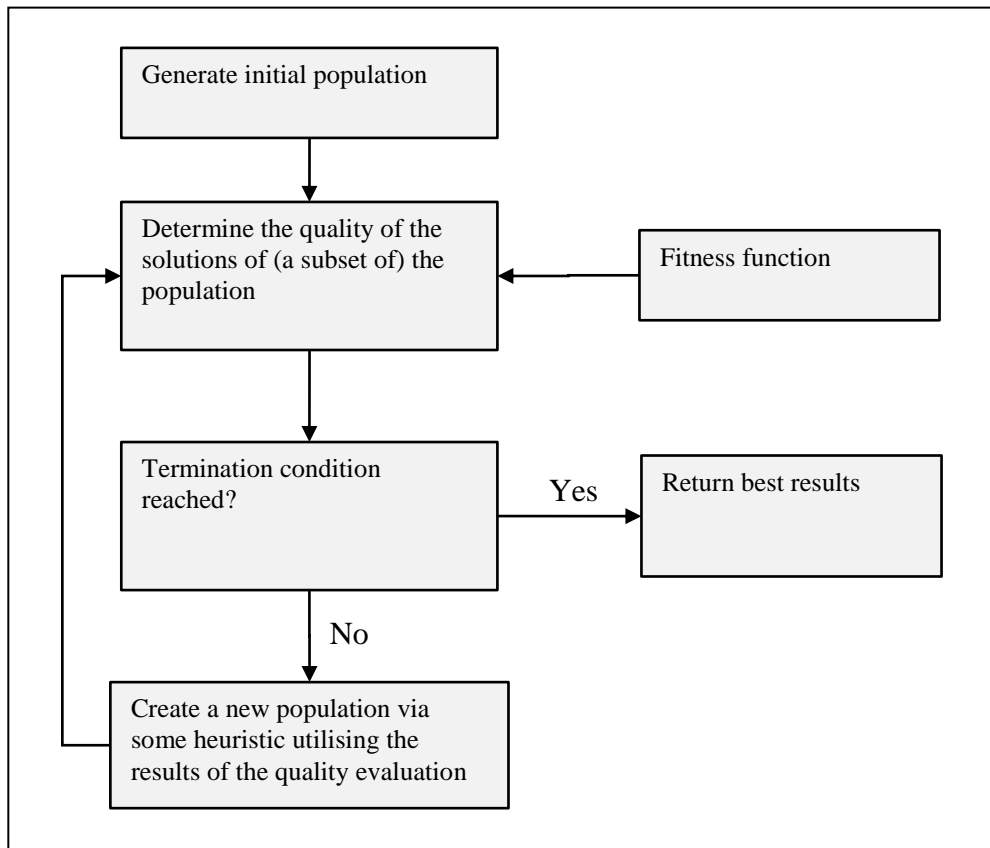 Generate initial population
Determine the quality of the
solutions of (a subset of) the
population
Fitness function
Termination condition
reached?
Yes
Return best results
No
Create a new population via
some heuristic utilising the
results of the quality evaluation